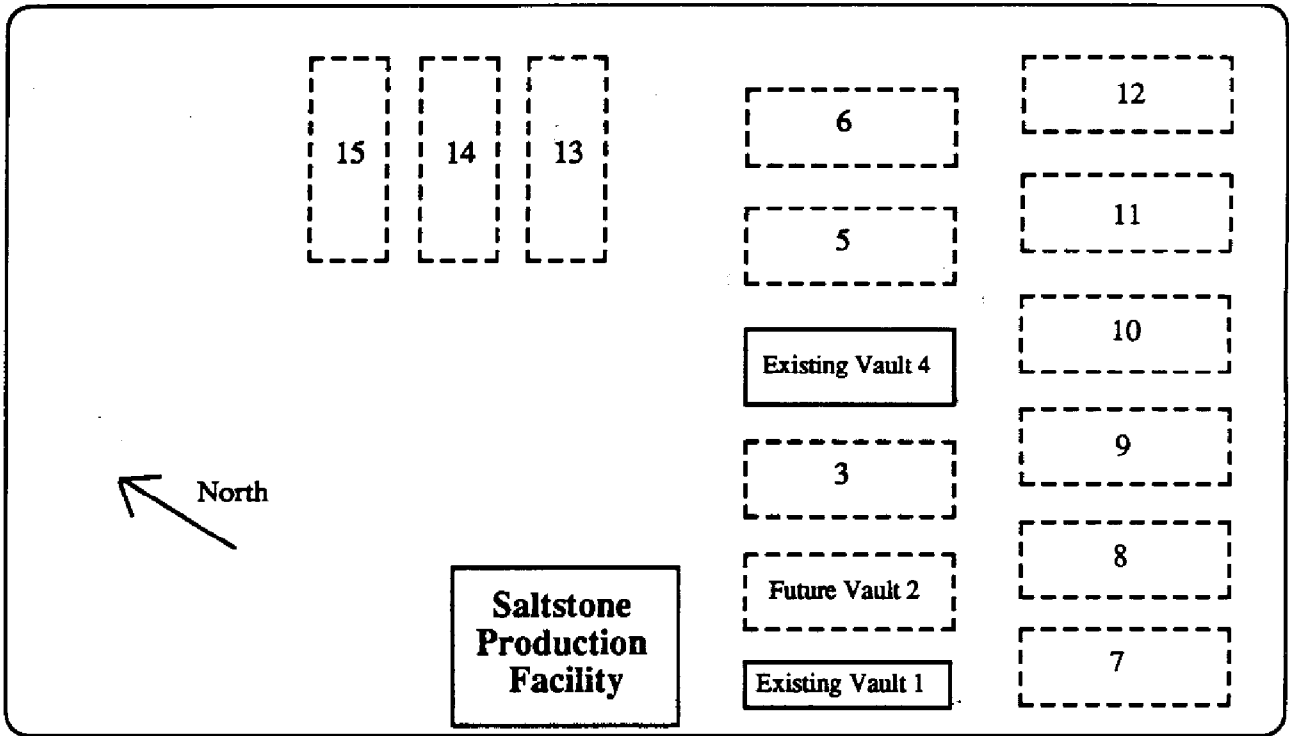 15
14
13
6
12
5
11
Existing Vault 4
10
3
9
North
Future Vault 2
8
Saltstone
Production
Facility
Existing Vault 1
7